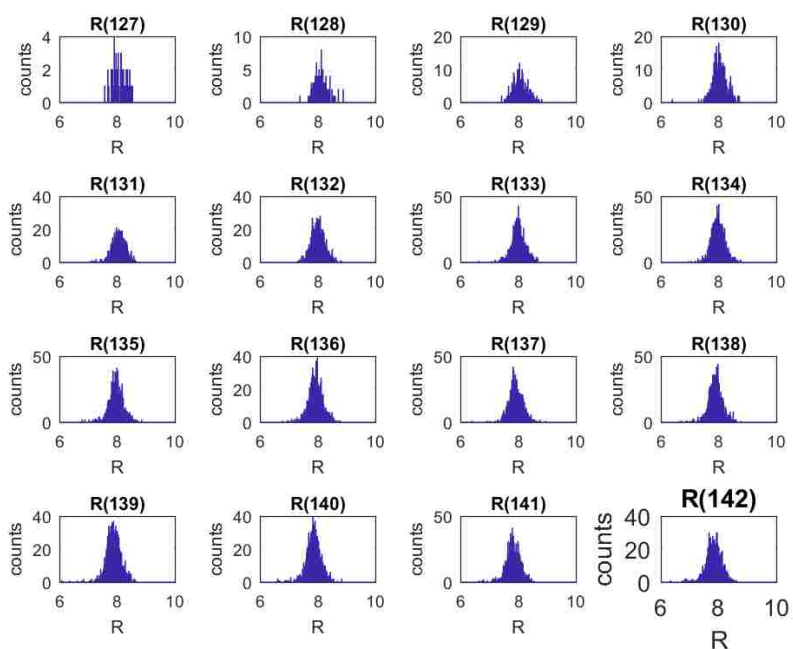 R(127) R(128) R(129) R(130)
4 10 20 20
counts 2 counts 5 counts 10 counts 10
0 0 0 0
6 8 10 6 8 10 6 8 10 6 8 10
R R R R
R(131) R(132) R(133) R(134)
40 40 50 50
counts 20 counts 20 counts counts
0 0 0 0
6 8 10 6 8 10 6 8 10 6 8 10
R R R R
R(135) R(136) R(137) R(138)
50 40 50 50
counts counts 20 counts counts
0 0 0 0
6 8 10 6 8 10 6 8 10 6 8 10
R R R R
R(139) R(140) R(141) R(142)
40 40 50 40
counts 20 counts 20 counts counts 20
0 0 0 0
6 8 10 6 8 10 6 8 10 6 8 10
R R R R